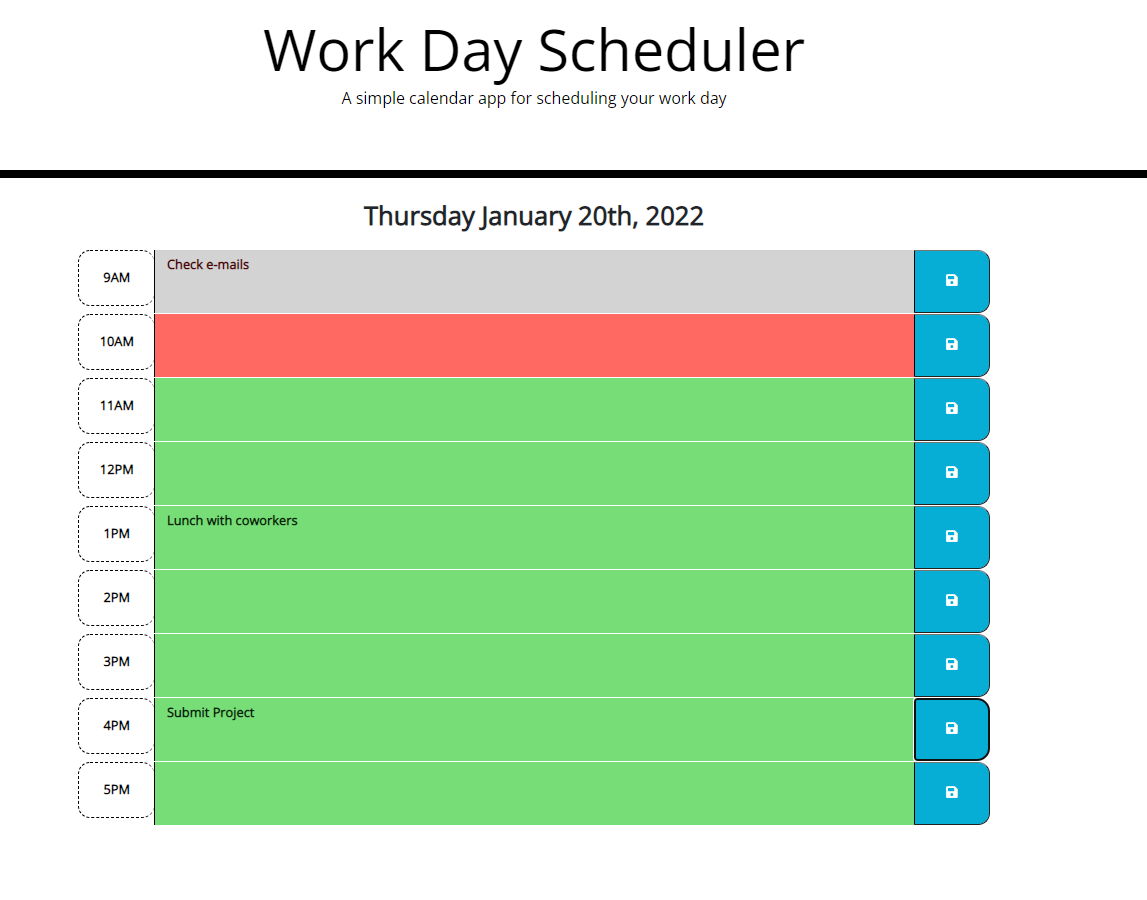 Work Day Scheduler
A simple calendar app for scheduling your work day
Thursday January 20th, 2022
9AM Check e-mails
10AM
11AM
12PM
1PM Lunch with coworkers
2PM
3PM
4PM Submit Project
5PM